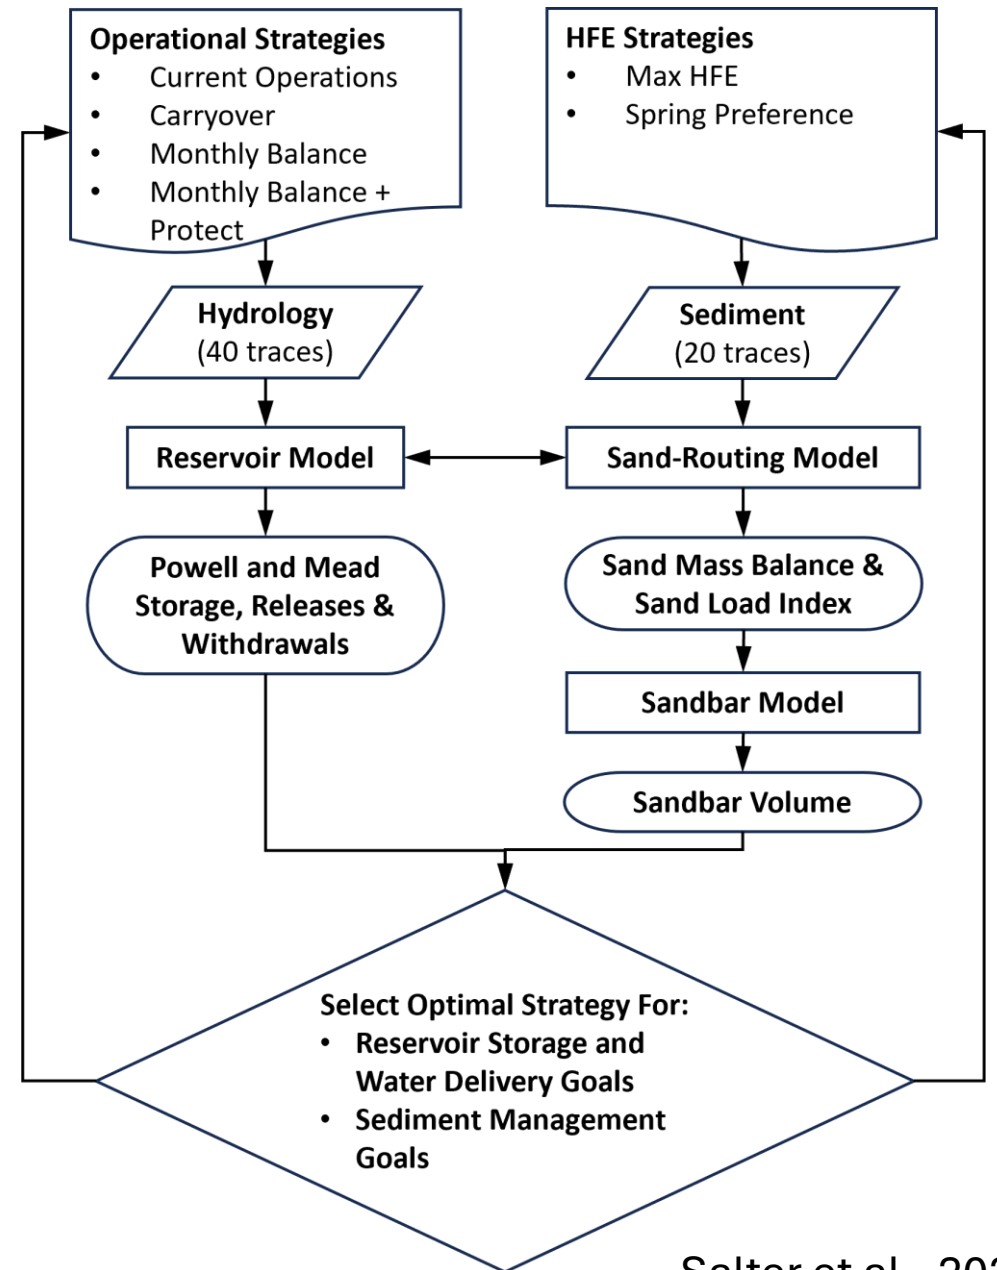 Operational Strategies
• Current Operations
• Carryover
• Monthly Balance
• Monthly Balance +
Protect
HFE Strategies
• Max HFE
• Spring Preference
Hydrology
(40 traces)
Sediment
(20 traces)
Reservoir Model
Sand-Routing Model
Powell and Mead
Storage, Releases &
Withdrawals
Sand Mass Balance &
Sand Load Index
Sandbar Model
Sandbar Volume
Select Optimal Strategy For:
• Reservoir Storage and
Water Delivery Goals
• Sediment Management
Goals